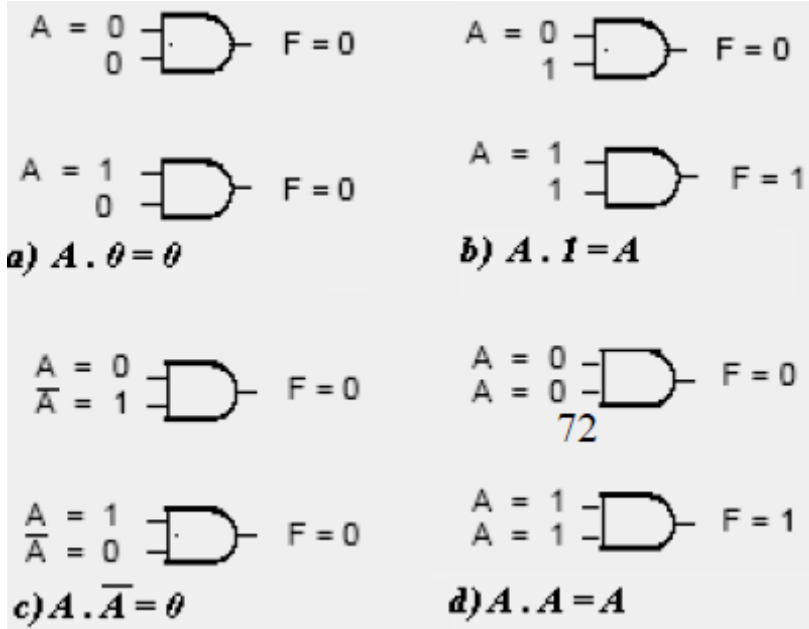 A = 0
0
F = 0
A = 0
1
F = 0
A = 1
0
F = 0
A = 1
1
F = 1
a) A . 0 = 0
b) A . 1 = A
A = 0
A̅ = 1
F = 0
A = 0
A = 0
F = 0
72
A = 1
A̅ = 0
F = 0
A = 1
A = 1
F = 1
c) A . A̅ = 0
d) A . A = A